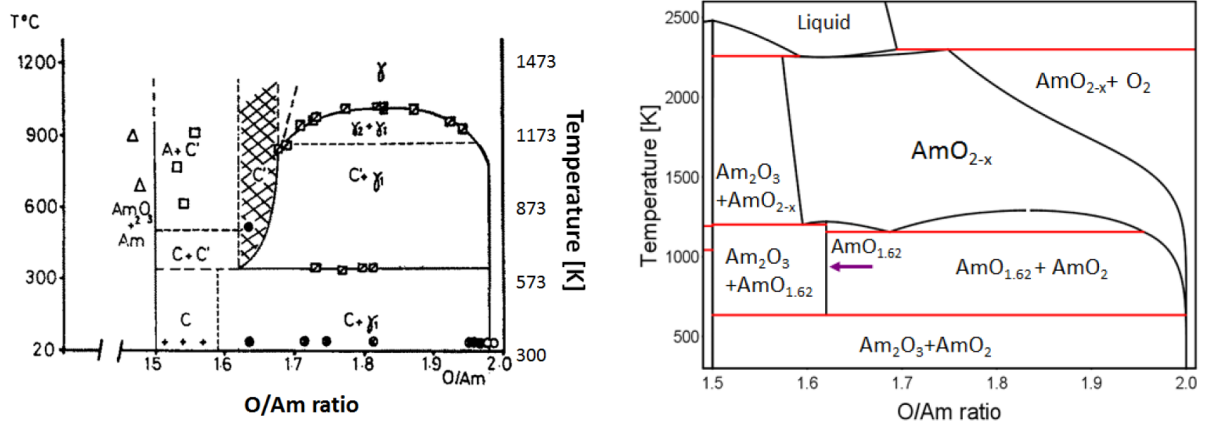 T°C
1200
900
600
300
20
γ
γ₂ + γ₁
A + C'
C'
C' + γ₁
Am₂O₃
+
Am
C + C'
C
C + γ₁
1.5
1.6
1.7
1.8
1.9
2.0
O/Am
O/Am ratio
1473
1173
873
573
300
Temperature [K]
Temperature [K]
2500
2000
1500
1000
500
Liquid
AmO2-x + O2
AmO2-x
Am2O3
+AmO2-x
AmO1.62
Am2O3
+AmO1.62
AmO1.62 + AmO2
Am2O3+AmO2
1.5
1.6
1.7
1.8
1.9
2.0
O/Am ratio